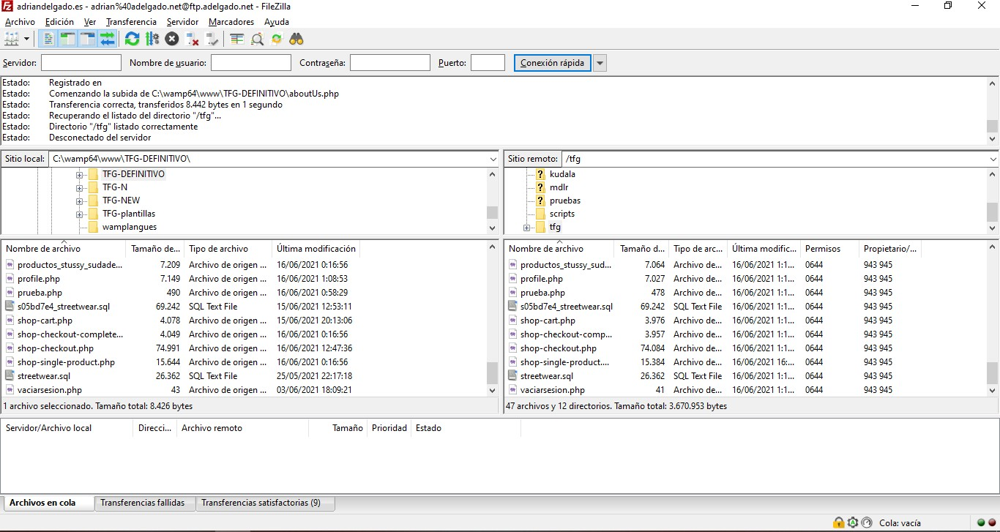 adriandelgado.es - adrian%40adelgado.net@ftp.adelgado.net - FileZilla
Archivo Edición Ver Transferencia Servidor Marcadores Ayuda
Servidor: Nombre de usuario: Contraseña: Puerto: Conexión rápida
Estado: Registrado en
Estado: Comenzando la subida de C:\wamp64\www\TFG-DEFINITIVO\aboutUs.php
Estado: Transferencia correcta, transferidos 8.442 bytes en 1 segundo
Estado: Recuperando el listado del directorio "/tfg"...
Estado: Directorio "/tfg" listado correctamente
Estado: Desconectado del servidor
Sitio local: C:\wamp64\www\TFG-DEFINITIVO\
TFG-DEFINITIVO
TFG-N
TFG-NEW
TFG-plantillas
wamplangues
Sitio remoto: /tfg
kudala
mdlr
pruebas
scripts
tfg
Nombre de archivo Tamaño de... Tipo de archivo Última modificación
productos_stussy_sudade... 7.209 Archivo de origen ... 16/06/2021 0:16:56
profile.php 7.149 Archivo de origen ... 16/06/2021 1:08:53
prueba.php 490 Archivo de origen ... 16/06/2021 0:58:29
s05bd7e4_streetwear.sql 69.242 SQL Text File 15/06/2021 12:53:11
shop-cart.php 4.078 Archivo de origen ... 15/06/2021 20:13:06
shop-checkout-complete... 4.049 Archivo de origen ... 16/06/2021 0:16:56
shop-checkout.php 74.991 Archivo de origen ... 16/06/2021 12:47:36
shop-single-product.php 15.644 Archivo de origen ... 16/06/2021 0:16:56
streetwear.sql 26.362 SQL Text File 25/05/2021 22:17:18
vaciarsesion.php 43 Archivo de origen ... 03/06/2021 18:09:21
1 archivo seleccionado. Tamaño total: 8.426 bytes
Nombre de archivo Tamaño d... Tipo de arc... Última modific... Permisos Propietario/...
productos_stussy_sud... 7.064 Archivo de... 16/06/2021 1:1... 0644 943 945
profile.php 7.027 Archivo de... 16/06/2021 1:1... 0644 943 945
prueba.php 478 Archivo de... 16/06/2021 1:1... 0644 943 945
s05bd7e4_streetwear.sql 69.242 SQL Text File 16/06/2021 1:1... 0644 943 945
shop-cart.php 3.976 Archivo de... 16/06/2021 1:1... 0644 943 945
shop-checkout-comp... 3.957 Archivo de... 16/06/2021 1:1... 0644 943 945
shop-checkout.php 74.084 Archivo de... 16/06/2021 1:1... 0644 943 945
shop-single-product.... 15.384 Archivo de... 16/06/2021 16:... 0644 943 945
streetwear.sql 26.362 SQL Text File 16/06/2021 1:1... 0644 943 945
vaciarsesion.php 41 Archivo de... 16/06/2021 1:1... 0644 943 945
47 archivos y 12 directorios. Tamaño total: 3.670.953 bytes
Servidor/Archivo local Direcci... Archivo remoto Tamaño Prioridad Estado
Archivos en cola Transferencias fallidas Transferencias satisfactorias (9)
Cola: vacía